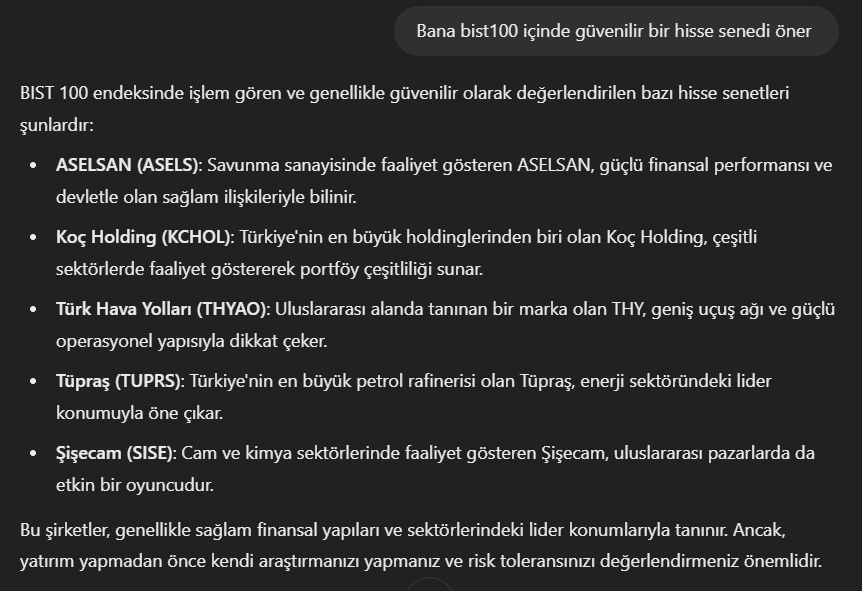 Bana bist100 içinde güvenilir bir hisse senedi öner
BIST 100 endeksinde işlem gören ve genellikle güvenilir olarak değerlendirilen bazı hisse senetleri
şunlardır:
• ASELSAN (ASELS): Savunma sanayisinde faaliyet gösteren ASELSAN, güçlü finansal performansı ve
devletle olan sağlam ilişkileriyle bilinir.
• Koç Holding (KCHOL): Türkiye'nin en büyük holdinglerinden biri olan Koç Holding, çeşitli
sektörlerde faaliyet göstererek portföy çeşitliliği sunar.
• Türk Hava Yolları (THYAO): Uluslararası alanda tanınan bir marka olan THY, geniş uçuş ağı ve güçlü
operasyonel yapısıyla dikkat çeker.
• Tüpraş (TUPRS): Türkiye'nin en büyük petrol rafinerisi olan Tüpraş, enerji sektöründeki lider
konumuyla öne çıkar.
• Şişecam (SISE): Cam ve kimya sektörlerinde faaliyet gösteren Şişecam, uluslararası pazarlarda da
etkin bir oyuncudur.
Bu şirketler, genellikle sağlam finansal yapıları ve sektörlerindeki lider konumlarıyla tanınır. Ancak,
yatırım yapmadan önce kendi araştırmanızı yapmanız ve risk toleransınızı değerlendirmeniz önemlidir.